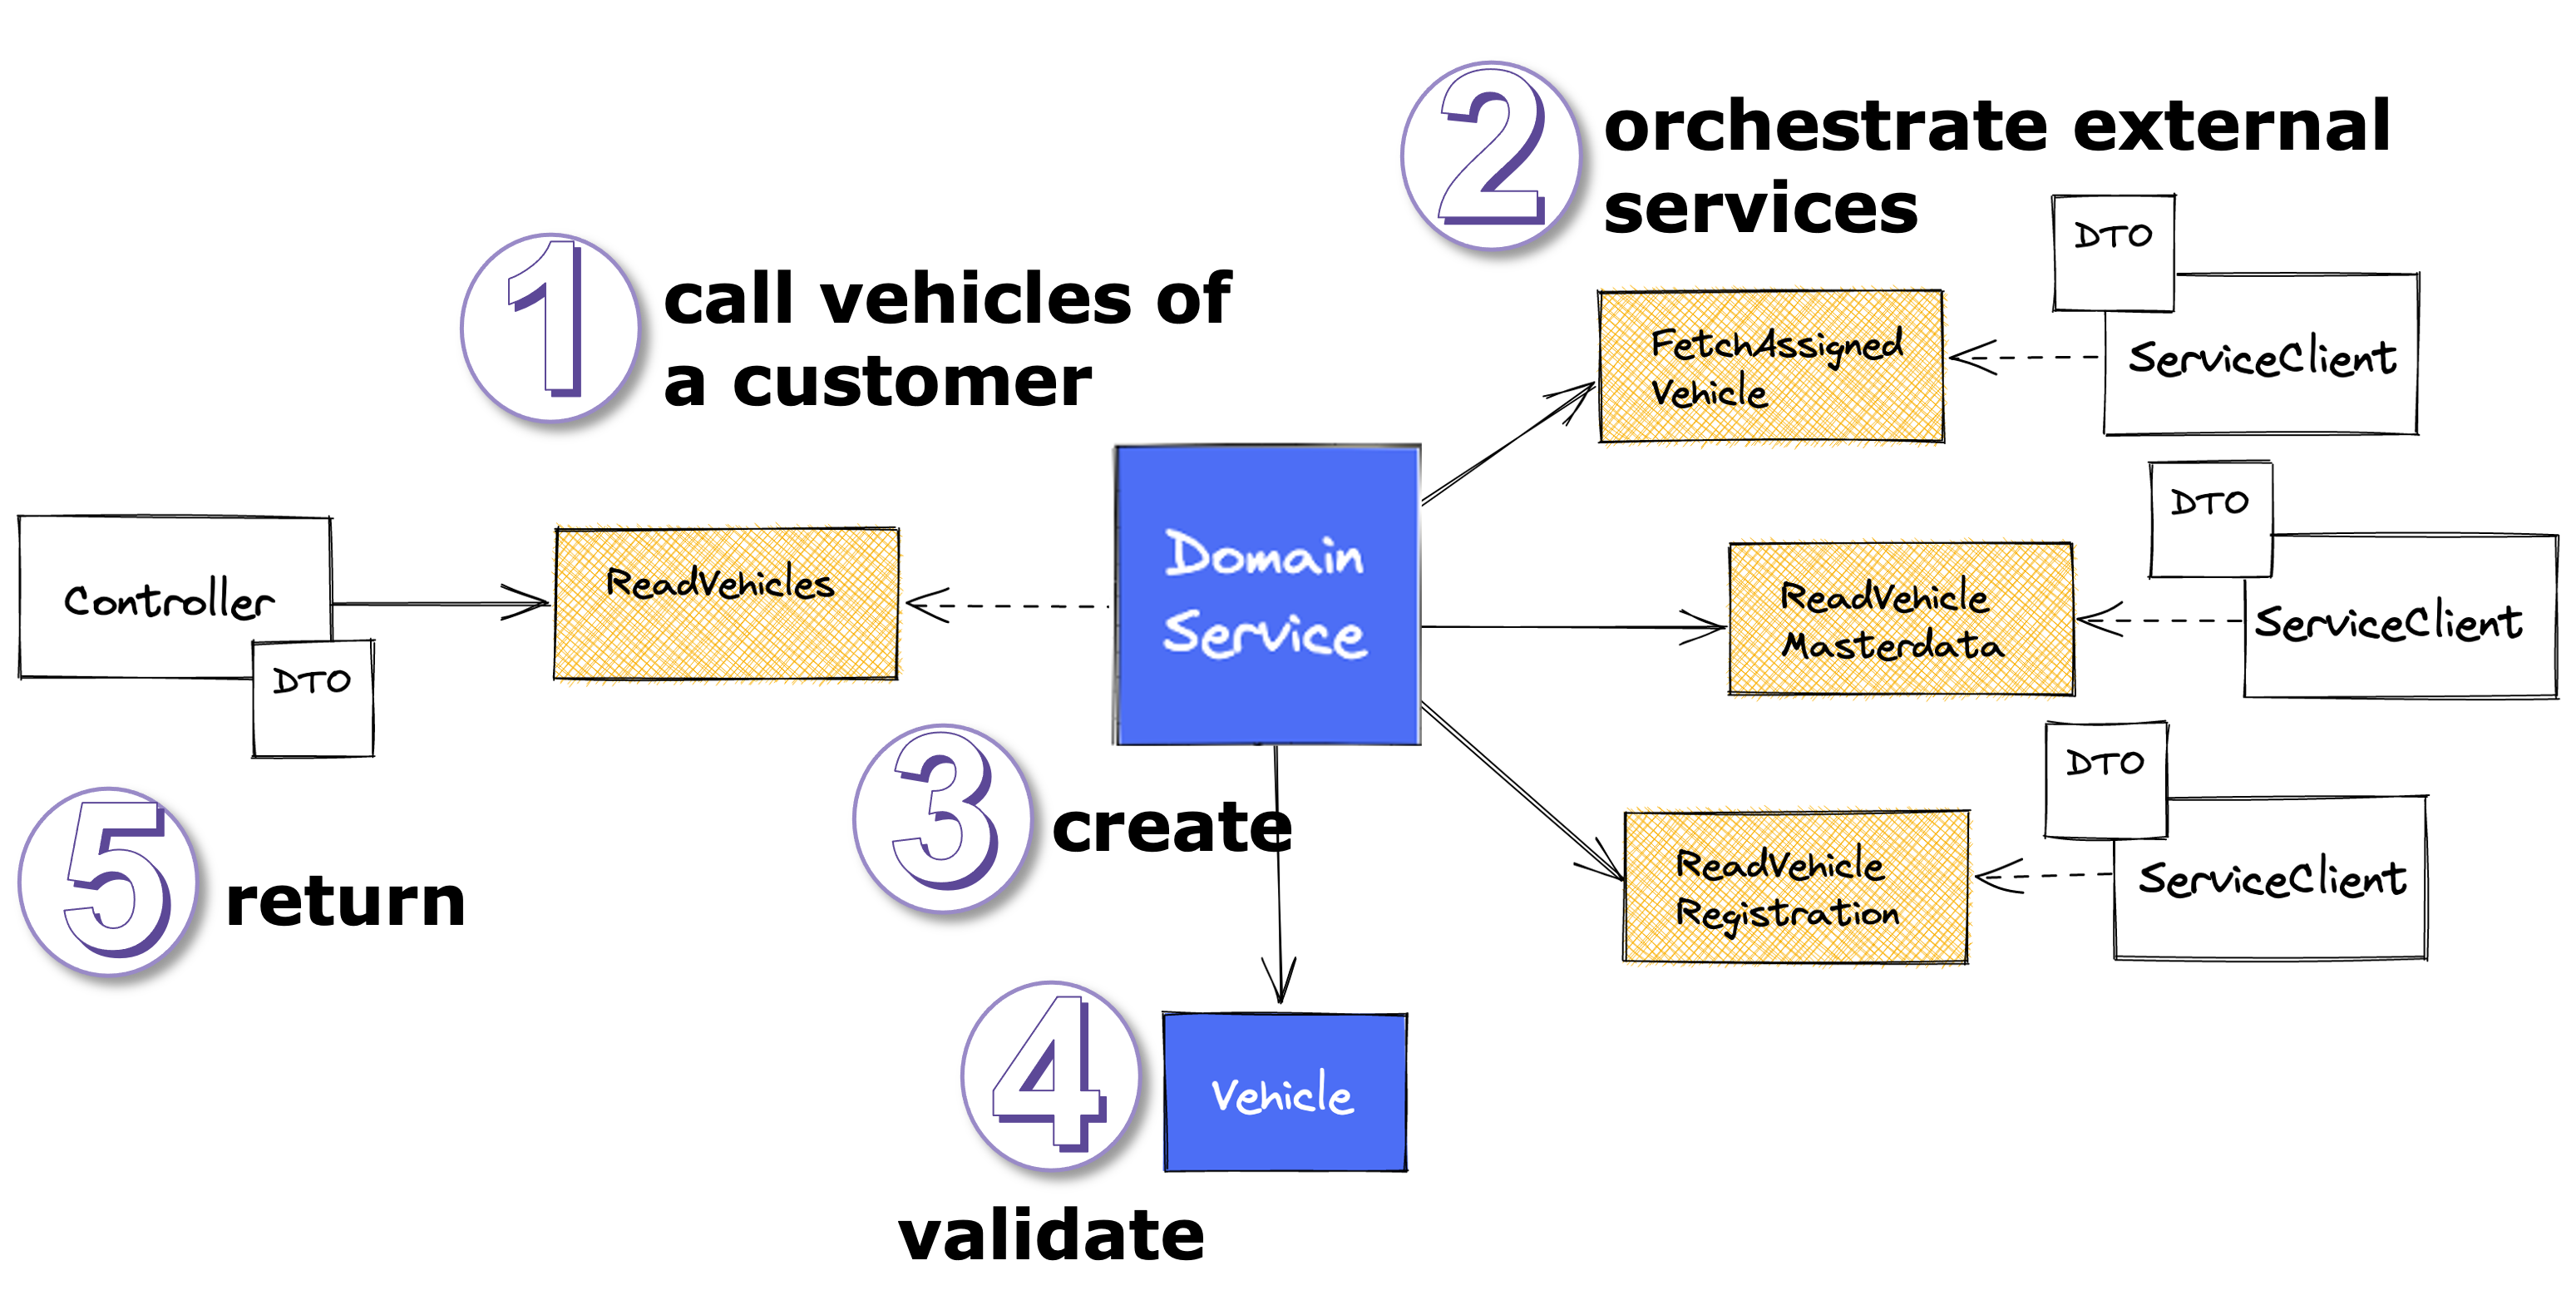 1
call vehicles of
a customer
2
orchestrate external
services
Controller
DTO
ReadVehicles
Domain
Service
FetchAssigned
Vehicle
DTO
ServiceClient
ReadVehicle
Masterdata
DTO
ServiceClient
ReadVehicle
Registration
DTO
ServiceClient
3
create
4
validate
Vehicle
5
return